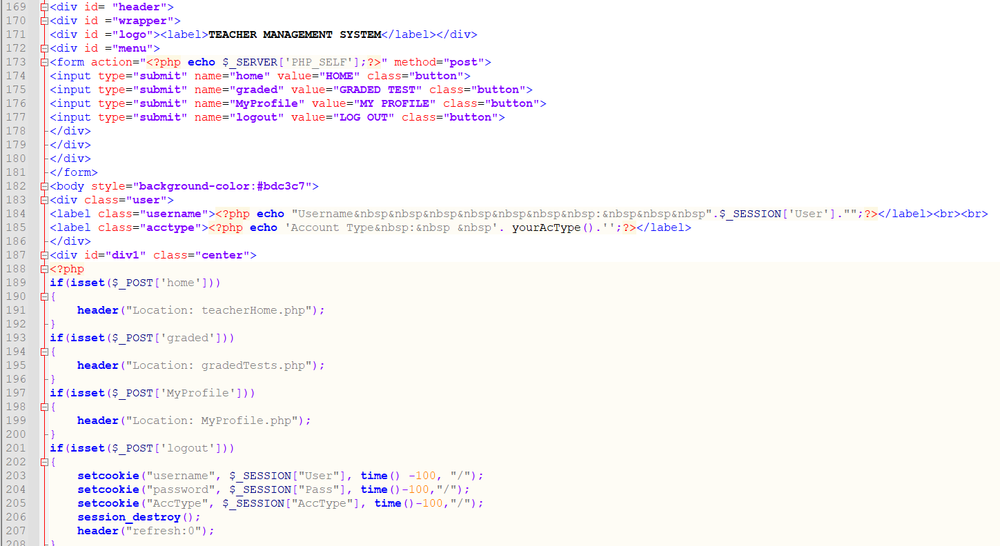 169 <div id= "header">
170 <div id ="wrapper">
171 <div id ="logo"><label>TEACHER MANAGEMENT SYSTEM</label></div>
172 <div id ="menu">
173 <form action="<?php echo $_SERVER['PHP_SELF'];?>" method="post">
174 <input type="submit" name="home" value="HOME" class="button">
175 <input type="submit" name="graded" value="GRADED TEST" class="button">
176 <input type="submit" name="MyProfile" value="MY PROFILE" class="button">
177 <input type="submit" name="logout" value="LOG OUT" class="button">
178 </div>
179 </div>
180 </div>
181 </form>
182 <body style="background-color:#bdc3c7">
183 <div class="user">
184 <label class="username"><?php echo "Username&nbsp&nbsp&nbsp&nbsp&nbsp&nbsp&nbsp:&nbsp&nbsp&nbsp".$_SESSION['User']."";?></label><br><br>
185 <label class="acctype"><?php echo 'Account Type&nbsp:&nbsp &nbsp'. yourAcType().'';?></label>
186 </div>
187 <div id="div1" class="center">
188 <?php
189 if(isset($_POST['home']))
190 {
191     header("Location: teacherHome.php");
192 }
193 if(isset($_POST['graded']))
194 {
195     header("Location: gradedTests.php");
196 }
197 if(isset($_POST['MyProfile']))
198 {
199     header("Location: MyProfile.php");
200 }
201 if(isset($_POST['logout']))
202 {
203     setcookie("username", $_SESSION["User"], time() -100, "/");
204     setcookie("password", $_SESSION["Pass"], time()-100,"/");
205     setcookie("AccType", $_SESSION["AccType"], time()-100,"/");
206     session_destroy();
207     header("refresh:0");
208 }